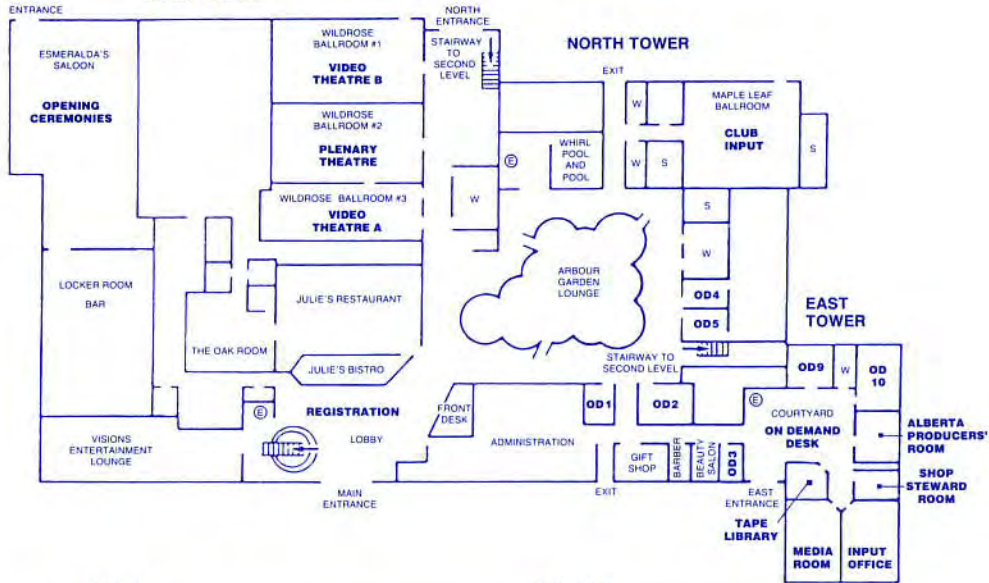 ENTRANCE
ESMERALDA'S
SALOON
OPENING
CEREMONIES
WILDROSE
BALLROOM #1
VIDEO
THEATRE B
NORTH
ENTRANCE
STAIRWAY
TO
SECOND
LEVEL
NORTH TOWER
EXIT
WILDROSE
BALLROOM #2
PLENARY
THEATRE
W
MAPLE LEAF
BALLROOM
CLUB
INPUT
E
WHIRL
POOL
AND
POOL
W
S
S
WILDROSE BALLROOM #3
VIDEO
THEATRE A
W
S
W
LOCKER ROOM
BAR
JULIE'S RESTAURANT
ARBOUR
GARDEN
LOUNGE
OD4
OD5
EAST
TOWER
THE OAK ROOM
JULIE'S BISTRO
STAIRWAY TO
SECOND LEVEL
OD9
W
OD
10
E
REGISTRATION
FRONT
DESK
OD1
OD2
E
COURTYARD
ON DEMAND
DESK
ALBERTA
PRODUCERS'
ROOM
VISIONS
ENTERTAINMENT
LOUNGE
LOBBY
ADMINISTRATION
GIFT
SHOP
BARBER
BEAUTY
SALON
OD3
SHOP
STEWARD
ROOM
MAIN
ENTRANCE
EXIT
EAST
ENTRANCE
TAPE
LIBRARY
MEDIA
ROOM
INPUT
OFFICE